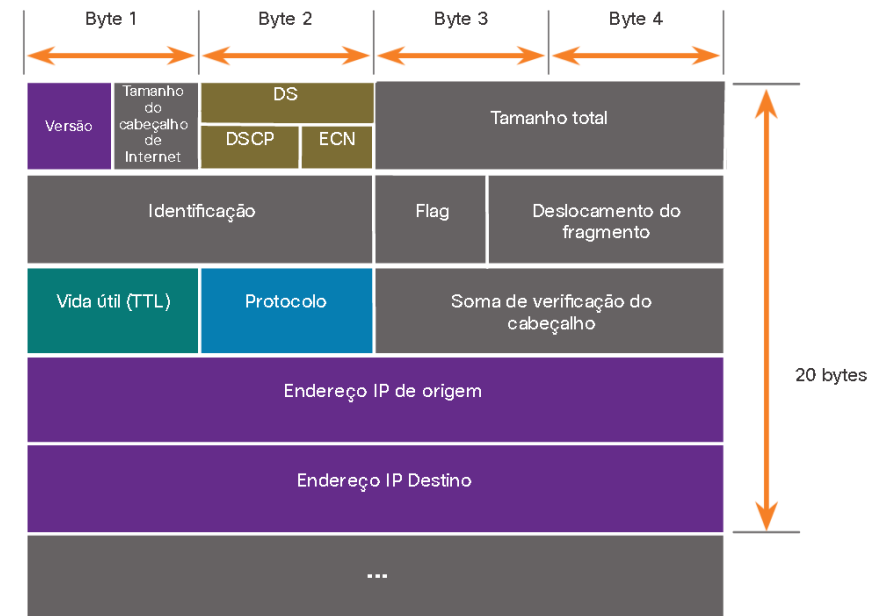 Byte 1
Byte 2
Byte 3
Byte 4
Versão
Tamanho
do
cabeçalho
de
Internet
DS
DSCP
ECN
Tamanho total
Identificação
Flag
Deslocamento do
fragmento
Vida útil (TTL)
Protocolo
Soma de verificação do
cabeçalho
Endereço IP de origem
20 bytes
Endereço IP Destino
...